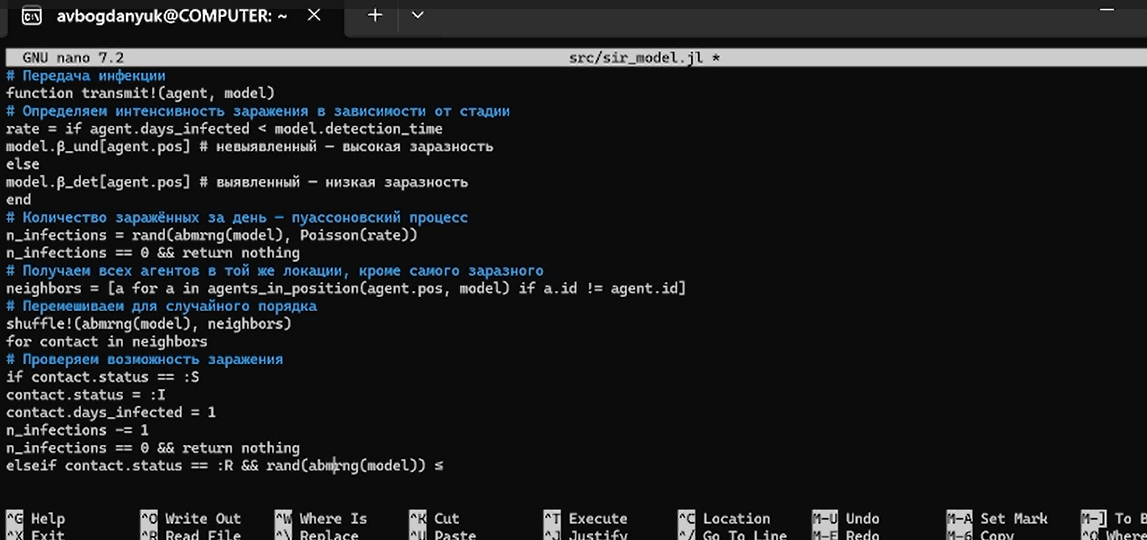 avbogdanyuk@COMPUTER: ~
GNU nano 7.2 src/sir_model.jl *
# Передача инфекции
function transmit!(agent, model)
# Определяем интенсивность заражения в зависимости от стадии
rate = if agent.days_infected < model.detection_time
model.β_und[agent.pos] # невыявленный — высокая заразность
else
model.β_det[agent.pos] # выявленный — низкая заразность
end
# Количество заражённых за день — пуассоновский процесс
n_infections = rand(abmrng(model), Poisson(rate))
n_infections == 0 && return nothing
# Получаем всех агентов в той же локации, кроме самого заразного
neighbors = [a for a in agents_in_position(agent.pos, model) if a.id != agent.id]
# Перемешиваем для случайного порядка
shuffle!(abmrng(model), neighbors)
for contact in neighbors
# Проверяем возможность заражения
if contact.status == :S
contact.status = :I
contact.days_infected = 1
n_infections -= 1
n_infections == 0 && return nothing
elseif contact.status == :R && rand(abmrng(model)) ≤
^G Help ^O Write Out ^W Where Is ^K Cut ^T Execute ^C Location M-U Undo M-A Set Mark M-] To B
^X Exit ^R Read File ^\ Replace ^U Paste ^J Justify ^/ Go To Line M-E Redo M-6 Copy ^Q Where